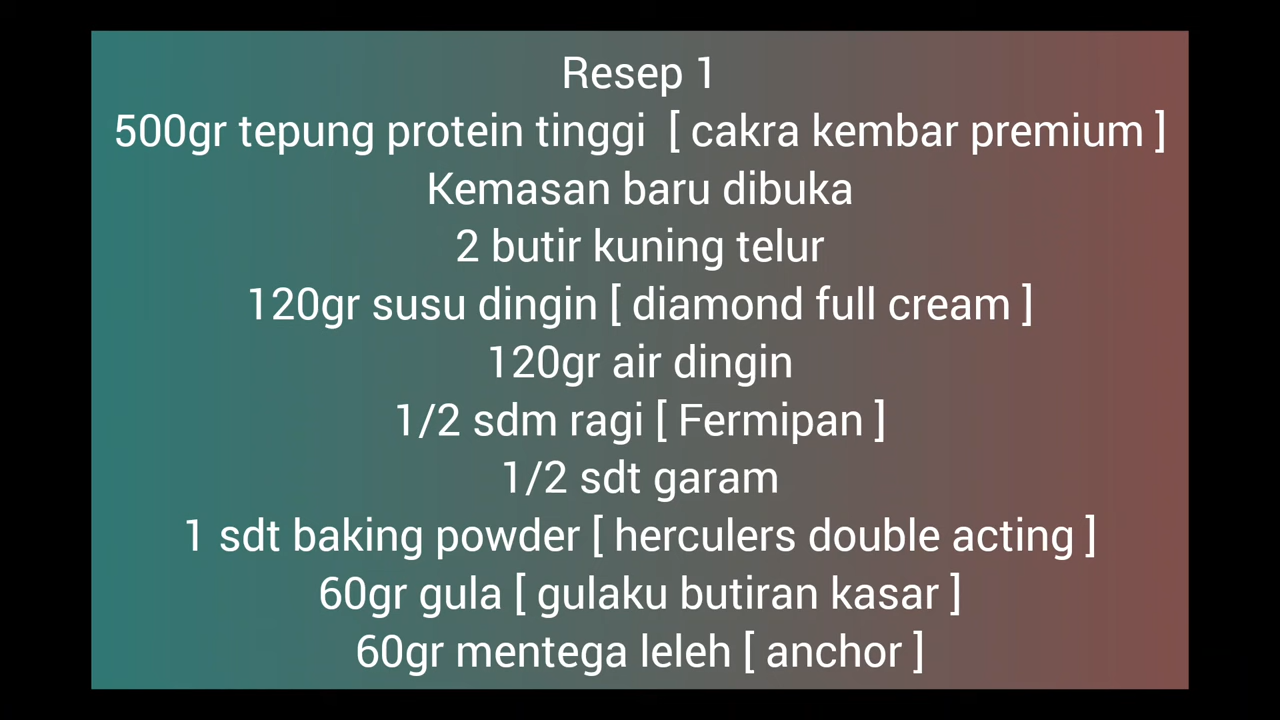 Resep 1
500gr tepung protein tinggi [ cakra kembar premium ]
Kemasan baru dibuka
2 butir kuning telur
120gr susu dingin [ diamond full cream ]
120gr air dingin
1/2 sdm ragi [ Fermipan ]
1/2 sdt garam
1 sdt baking powder [ herculers double acting ]
60gr gula [ gulaku butiran kasar ]
60gr mentega leleh [ anchor ]